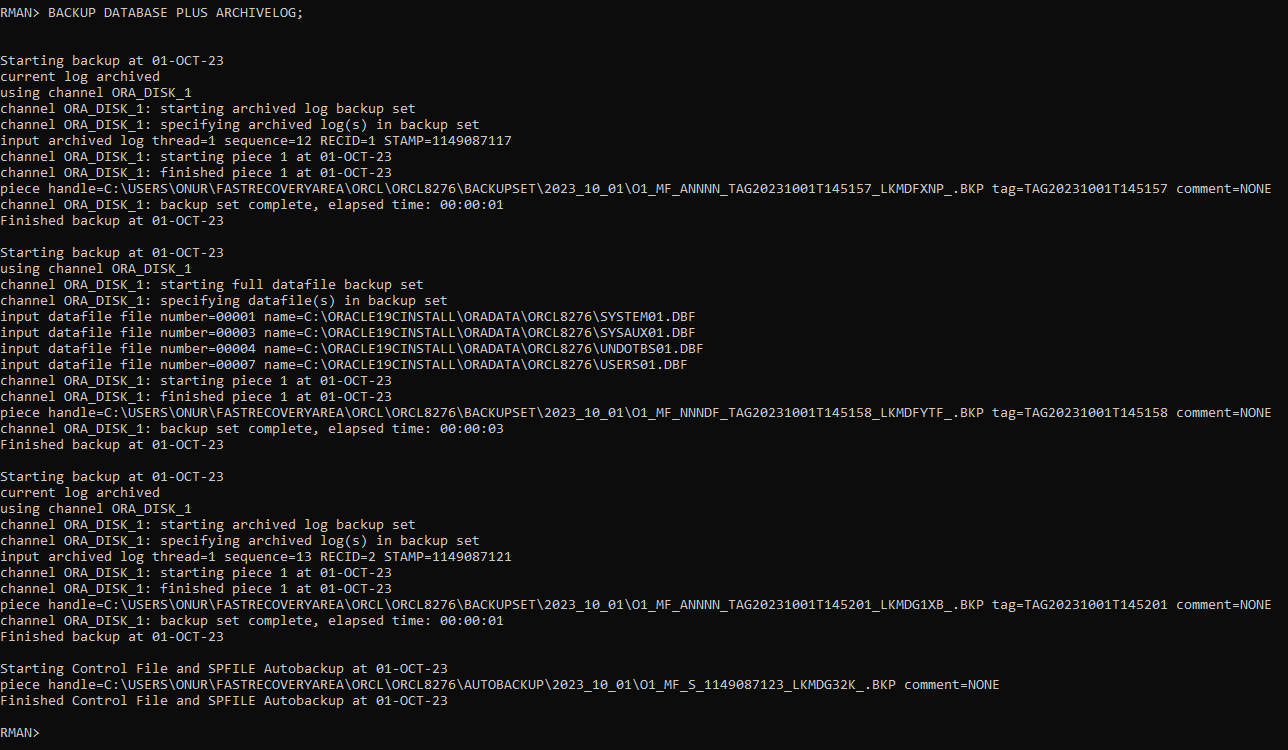 RMAN> BACKUP DATABASE PLUS ARCHIVELOG;
Starting backup at 01-OCT-23
current log archived
using channel ORA_DISK_1
channel ORA_DISK_1: starting archived log backup set
channel ORA_DISK_1: specifying archived log(s) in backup set
input archived log thread=1 sequence=12 RECID=1 STAMP=1149087117
channel ORA_DISK_1: starting piece 1 at 01-OCT-23
channel ORA_DISK_1: finished piece 1 at 01-OCT-23
piece handle=C:\USERS\ONUR\FASTRECOVERYAREA\ORCL\ORCL8276\BACKUPSET\2023_10_01\O1_MF_ANNNN_TAG20231001T145157_LKMDFXNP_.BKP tag=TAG20231001T145157 comment=NONE
channel ORA_DISK_1: backup set complete, elapsed time: 00:00:01
Finished backup at 01-OCT-23
Starting backup at 01-OCT-23
using channel ORA_DISK_1
channel ORA_DISK_1: starting full datafile backup set
channel ORA_DISK_1: specifying datafile(s) in backup set
input datafile file number=00001 name=C:\ORACLE19CINSTALL\ORADATA\ORCL8276\SYSTEM01.DBF
input datafile file number=00003 name=C:\ORACLE19CINSTALL\ORADATA\ORCL8276\SYSAUX01.DBF
input datafile file number=00004 name=C:\ORACLE19CINSTALL\ORADATA\ORCL8276\UNDOTBS01.DBF
input datafile file number=00007 name=C:\ORACLE19CINSTALL\ORADATA\ORCL8276\USERS01.DBF
channel ORA_DISK_1: starting piece 1 at 01-OCT-23
channel ORA_DISK_1: finished piece 1 at 01-OCT-23
piece handle=C:\USERS\ONUR\FASTRECOVERYAREA\ORCL\ORCL8276\BACKUPSET\2023_10_01\O1_MF_NNNDF_TAG20231001T145158_LKMDFYTF_.BKP tag=TAG20231001T145158 comment=NONE
channel ORA_DISK_1: backup set complete, elapsed time: 00:00:03
Finished backup at 01-OCT-23
Starting backup at 01-OCT-23
current log archived
using channel ORA_DISK_1
channel ORA_DISK_1: starting archived log backup set
channel ORA_DISK_1: specifying archived log(s) in backup set
input archived log thread=1 sequence=13 RECID=2 STAMP=1149087121
channel ORA_DISK_1: starting piece 1 at 01-OCT-23
channel ORA_DISK_1: finished piece 1 at 01-OCT-23
piece handle=C:\USERS\ONUR\FASTRECOVERYAREA\ORCL\ORCL8276\BACKUPSET\2023_10_01\O1_MF_ANNNN_TAG20231001T145201_LKMDG1XB_.BKP tag=TAG20231001T145201 comment=NONE
channel ORA_DISK_1: backup set complete, elapsed time: 00:00:01
Finished backup at 01-OCT-23
Starting Control File and SPFILE Autobackup at 01-OCT-23
piece handle=C:\USERS\ONUR\FASTRECOVERYAREA\ORCL\ORCL8276\AUTOBACKUP\2023_10_01\O1_MF_S_1149087123_LKMDG32K_.BKP comment=NONE
Finished Control File and SPFILE Autobackup at 01-OCT-23
RMAN>